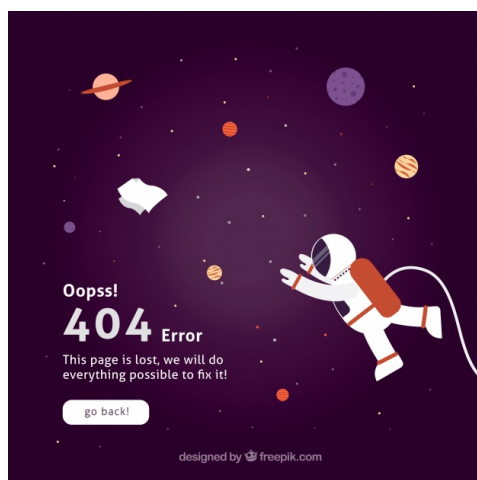 Oopss!
404 Error
This page is lost, we will do
everything possible to fix it!
go back!
designed by freepik.com